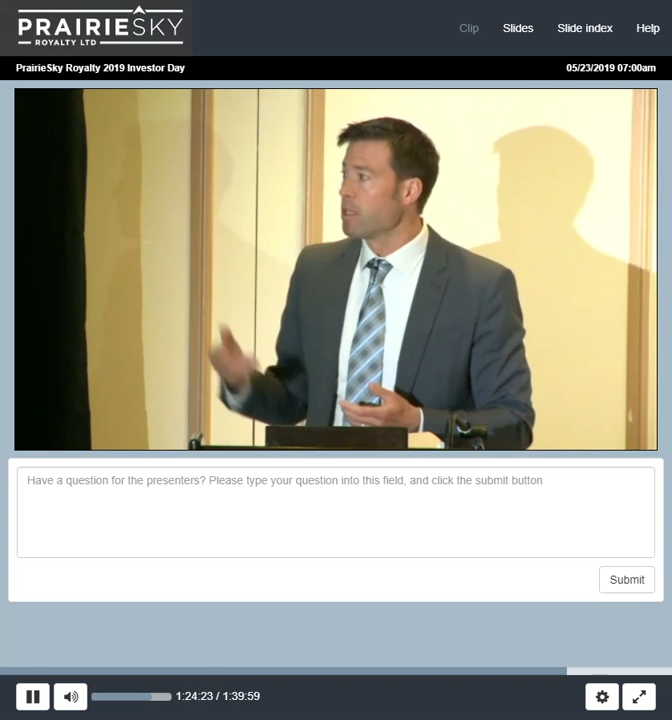 PRAIRIESKY
ROYALTY LTD
Clip Slides Slide index Help
PrairieSky Royalty 2019 Investor Day 05/23/2019 07:00am
Have a question for the presenters? Please type your question into this field, and click the submit button
Submit
1:24:23 / 1:39:59